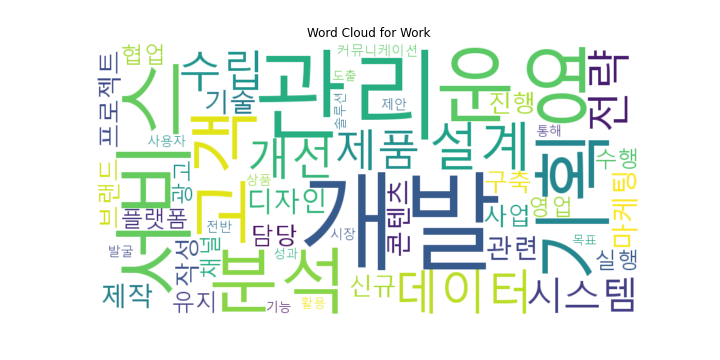 Word Cloud for Work
협업
수립
관리
운영
전략
커뮤니케이션
도출
제안
솔루션
기술
프로젝트
서비스
사용자
고객
개선
제품
설계
진행
통해
수행
브랜드
광고
상품
디자인
개발
콘텐츠
구축
사업
영업
기획
마케팅
플랫폼
전반
담당
시장
관련
목표
발굴
유지
작성
채널
분석
성과
실행
제작
기능
활용
신규
데이터
시스템